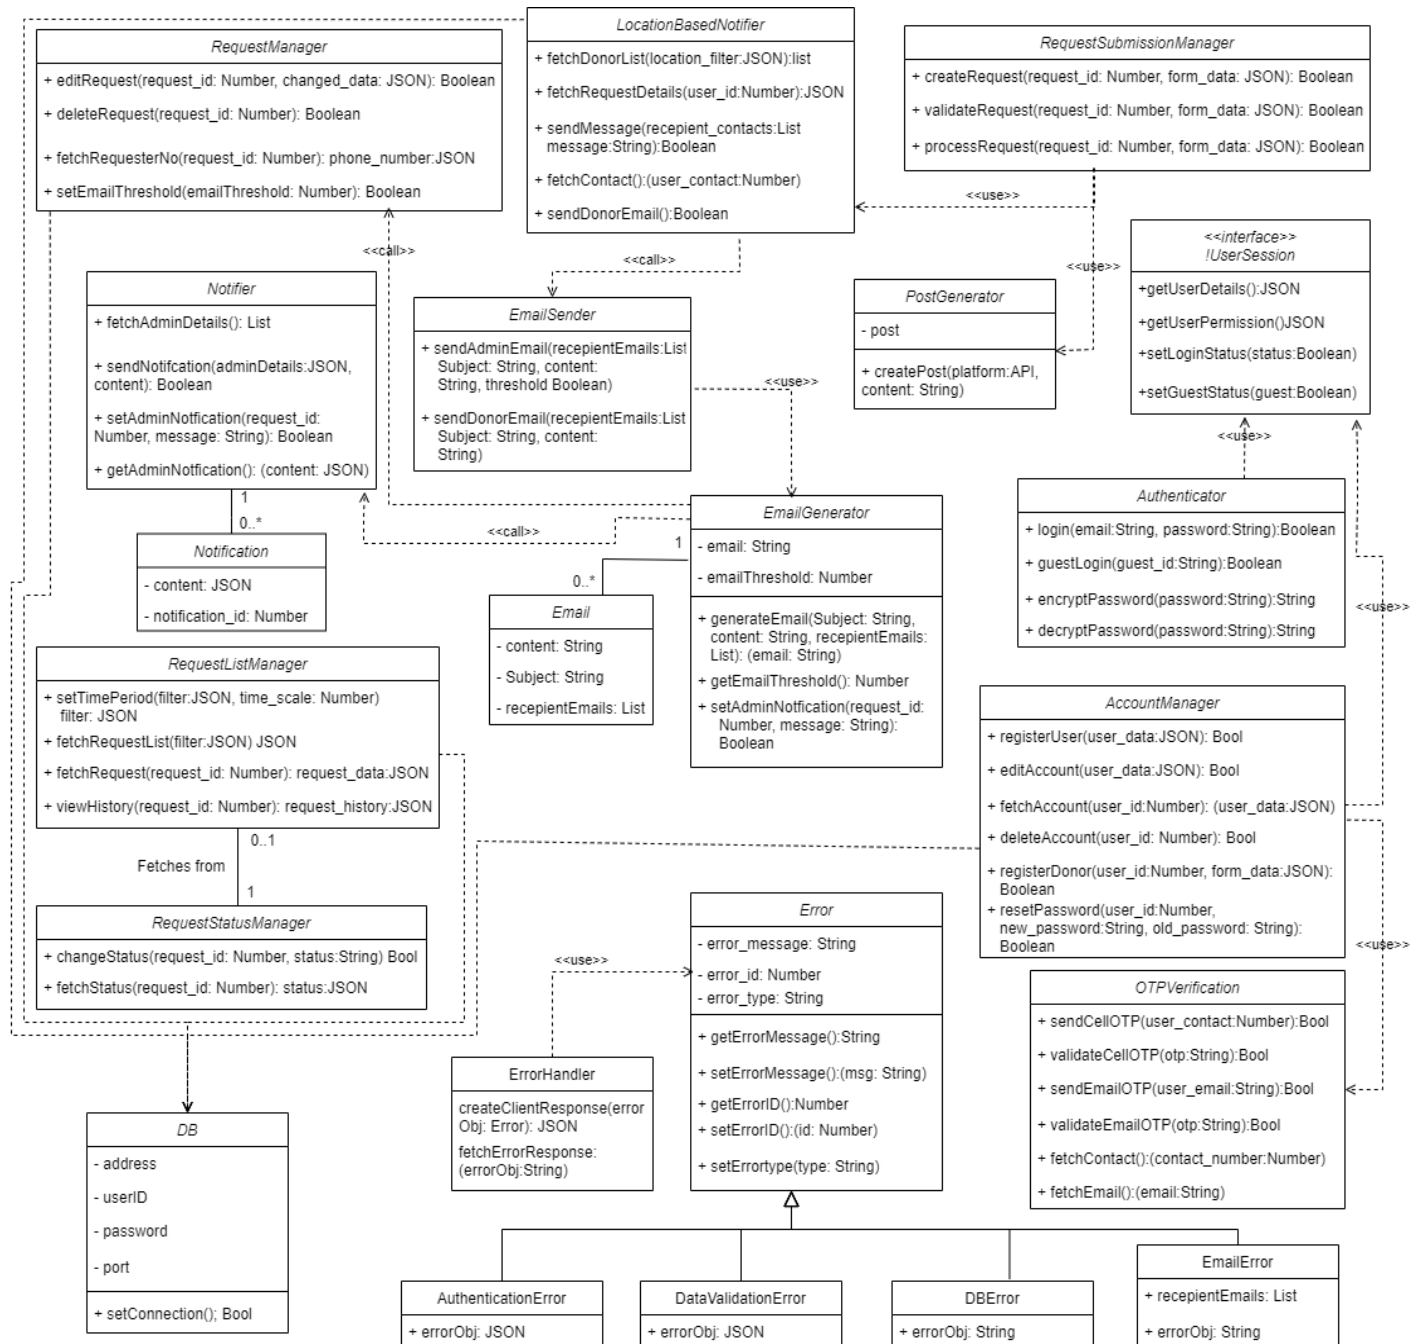 LocationBasedNotifier
+ fetchDonorList(location_filter:JSON):list
+ fetchRequestDetails(user_id:Number):JSON
+ sendMessage(recepient_contacts:List
message:String):Boolean
+ fetchContact():(user_contact:Number)
+ sendDonorEmail():Boolean
RequestManager
+ editRequest(request_id: Number, changed_data: JSON): Boolean
+ deleteRequest(request_id: Number): Boolean
+ fetchRequesterNo(request_id: Number): phone_number:JSON
+ setEmailThreshold(emailThreshold: Number): Boolean
RequestSubmissionManager
+ createRequest(request_id: Number, form_data: JSON): Boolean
+ validateRequest(request_id: Number, form_data: JSON): Boolean
+ processRequest(request_id: Number, form_data: JSON): Boolean
<<use>>
<<call>>
<<call>>
<<use>>
<<interface>>
!UserSession
+getUserDetails():JSON
+getUserPermission()JSON
+setLoginStatus(status:Boolean)
+setGuestStatus(guest:Boolean)
Notifier
+ fetchAdminDetails(): List
+ sendNotifcation(adminDetails:JSON,
content): Boolean
+ setAdminNotfication(request_id:
Number, message: String): Boolean
+ getAdminNotfication(): (content: JSON)
EmailSender
+ sendAdminEmail(recepientEmails:List
Subject: String, content:
String, threshold Boolean)
+ sendDonorEmail(recepientEmails:List
Subject: String, content:
String)
<<use>>
PostGenerator
- post
+ createPost(platform:API,
content: String)
<<use>>
1
0..*
Notification
- content: JSON
- notification_id: Number
<<call>>
EmailGenerator
- email: String
- emailThreshold: Number
+ generateEmail(Subject: String,
content: String, recepientEmails:
List): (email: String)
+ getEmailThreshold(): Number
+ setAdminNotfication(request_id:
Number, message: String):
Boolean
1
0..*
Email
- content: String
- Subject: String
- recepientEmails: List
Authenticator
+ login(email:String, password:String):Boolean
+ guestLogin(guest_id:String):Boolean
+ encryptPassword(password:String):String
+ decryptPassword(password:String):String
<<use>>
RequestListManager
+ setTimePeriod(filter:JSON, time_scale: Number)
filter: JSON
+ fetchRequestList(filter:JSON) JSON
+ fetchRequest(request_id: Number): request_data:JSON
+ viewHistory(request_id: Number): request_history:JSON
0..1
Fetches from
1
RequestStatusManager
+ changeStatus(request_id: Number, status:String) Bool
+ fetchStatus(request_id: Number): status:JSON
AccountManager
+ registerUser(user_data:JSON): Bool
+ editAccount(user_data:JSON): Bool
+ fetchAccount(user_id:Number): (user_data:JSON)
+ deleteAccount(user_id: Number): Bool
+ registerDonor(user_id:Number, form_data:JSON):
Boolean
+ resetPassword(user_id:Number,
new_password:String, old_password: String):
Boolean
<<use>>
Error
- error_message: String
- error_id: Number
- error_type: String
+ getErrorMessage():String
+ setErrorMessage():(msg: String)
+ getErrorID():Number
+ setErrorID():(id: Number)
+ setErrortype(type: String)
<<use>>
ErrorHandler
createClientResponse(error
Obj: Error): JSON
fetchErrorResponse:
(errorObj:String)
OTPVerification
+ sendCellOTP(user_contact:Number):Bool
+ validateCellOTP(otp:String):Bool
+ sendEmailOTP(user_email:String):Bool
+ validateEmailOTP(otp:String):Bool
+ fetchContact():(contact_number:Number)
+ fetchEmail():(email:String)
DB
- address
- userID
- password
- port
+ setConnection(); Bool
AuthenticationError
+ errorObj: JSON
DataValidationError
+ errorObj: JSON
DBError
+ errorObj: String
EmailError
+ recepientEmails: List
+ errorObj: String